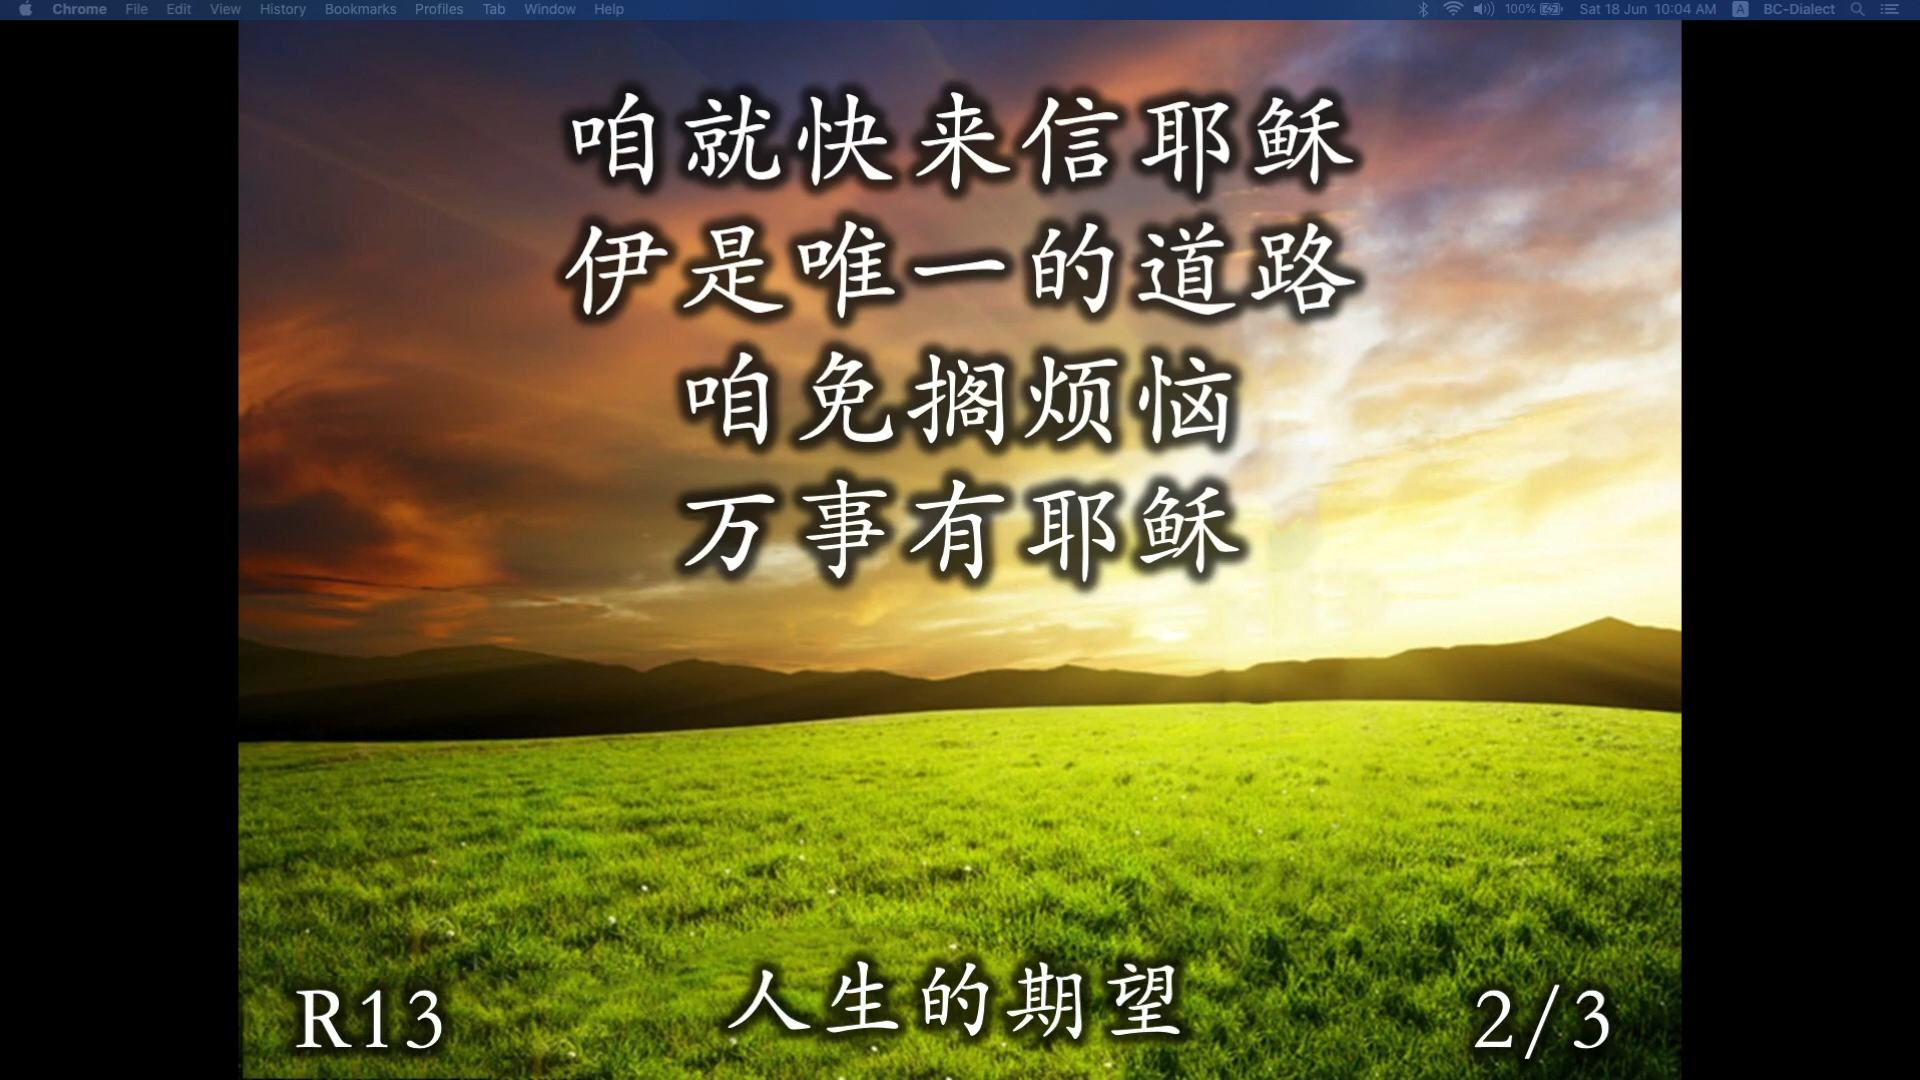 Chrome File Edit View History Bookmarks Profiles Tab Window Help 100% Sat 18 Jun 10:04 AM A BC-Dialect
咱就快来信耶稣
伊是唯一的道路
咱免搁烦恼
万事有耶稣
R13 人生的期望 2/3